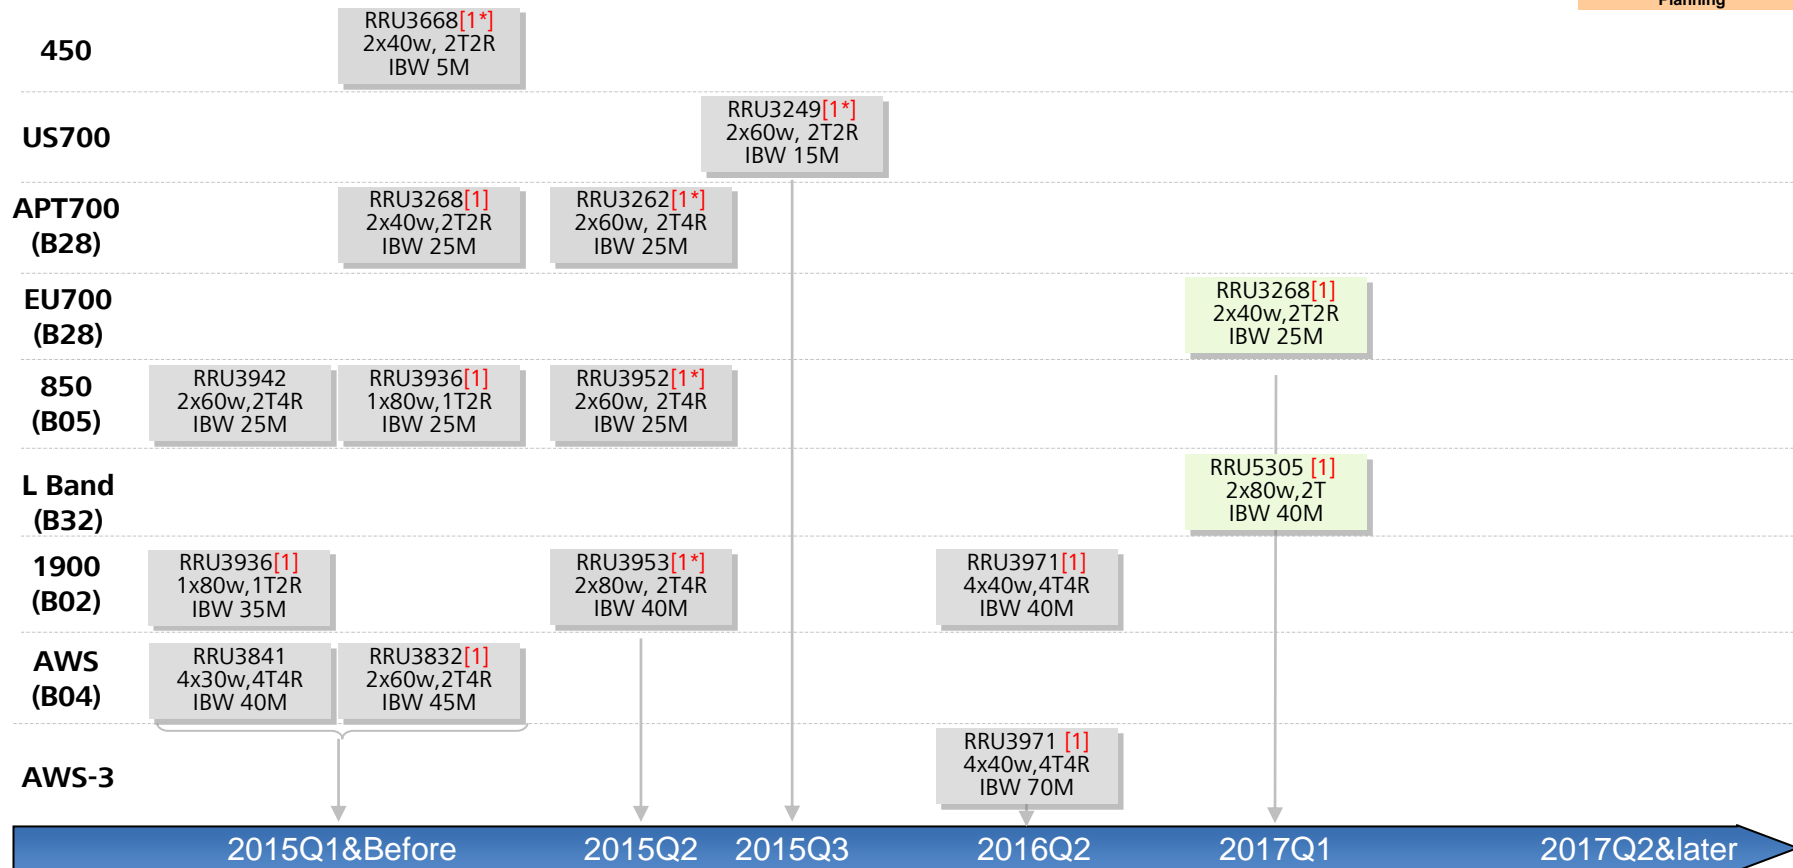 Planning
450
RRU3668[1*]
2x40w, 2T2R
IBW 5M
US700
RRU3249[1*]
2x60w, 2T2R
IBW 15M
APT700
(B28)
RRU3268[1]
2x40w,2T2R
IBW 25M
RRU3262[1*]
2x60w, 2T4R
IBW 25M
EU700
(B28)
RRU3268[1]
2x40w,2T2R
IBW 25M
850
(B05)
RRU3942
2x60w,2T4R
IBW 25M
RRU3936[1]
1x80w,1T2R
IBW 25M
RRU3952[1*]
2x60w, 2T4R
IBW 25M
L Band
(B32)
RRU5305 [1]
2x80w,2T
IBW 40M
1900
(B02)
RRU3936[1]
1x80w,1T2R
IBW 35M
RRU3953[1*]
2x80w, 2T4R
IBW 40M
RRU3971[1]
4x40w,4T4R
IBW 40M
AWS
(B04)
RRU3841
4x30w,4T4R
IBW 40M
RRU3832[1]
2x60w,2T4R
IBW 45M
AWS-3
RRU3971 [1]
4x40w,4T4R
IBW 70M
2015Q1&Before
2015Q2
2015Q3
2016Q2
2017Q1
2017Q2&later